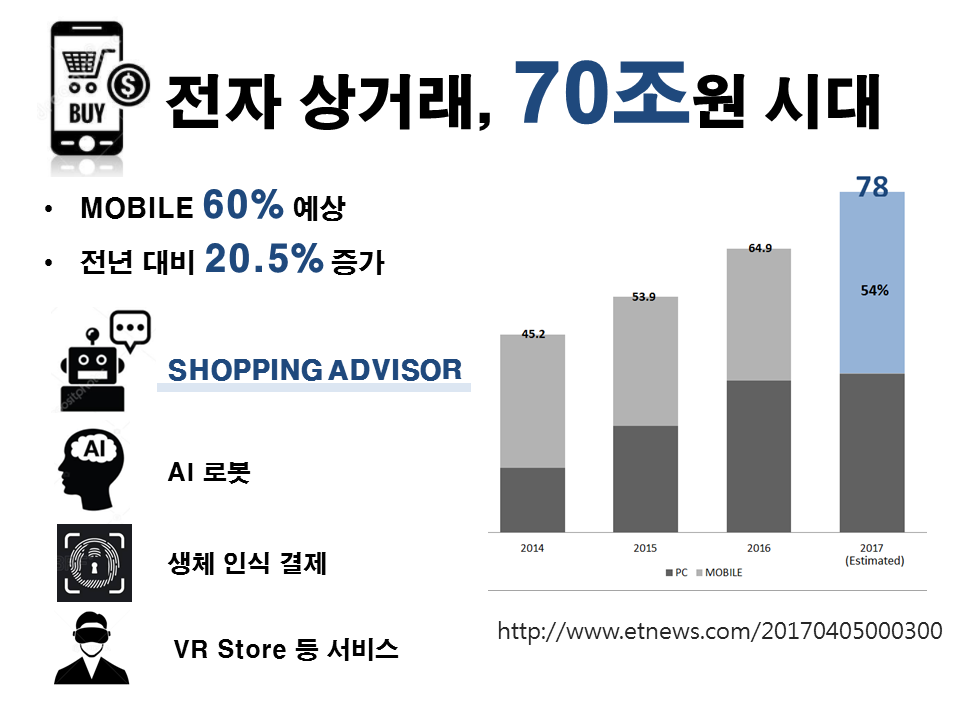 BUY
$
전자 상거래, 70조원 시대
• MOBILE 60% 예상
• 전년 대비 20.5% 증가
SHOPPING ADVISOR
AI
AI 로봇
생체 인식 결제
VR Store 등 서비스
78
64.9
54%
53.9
45.2
2014 2015 2016 2017
(Estimated)
PC MOBILE
http://www.etnews.com/20170405000300